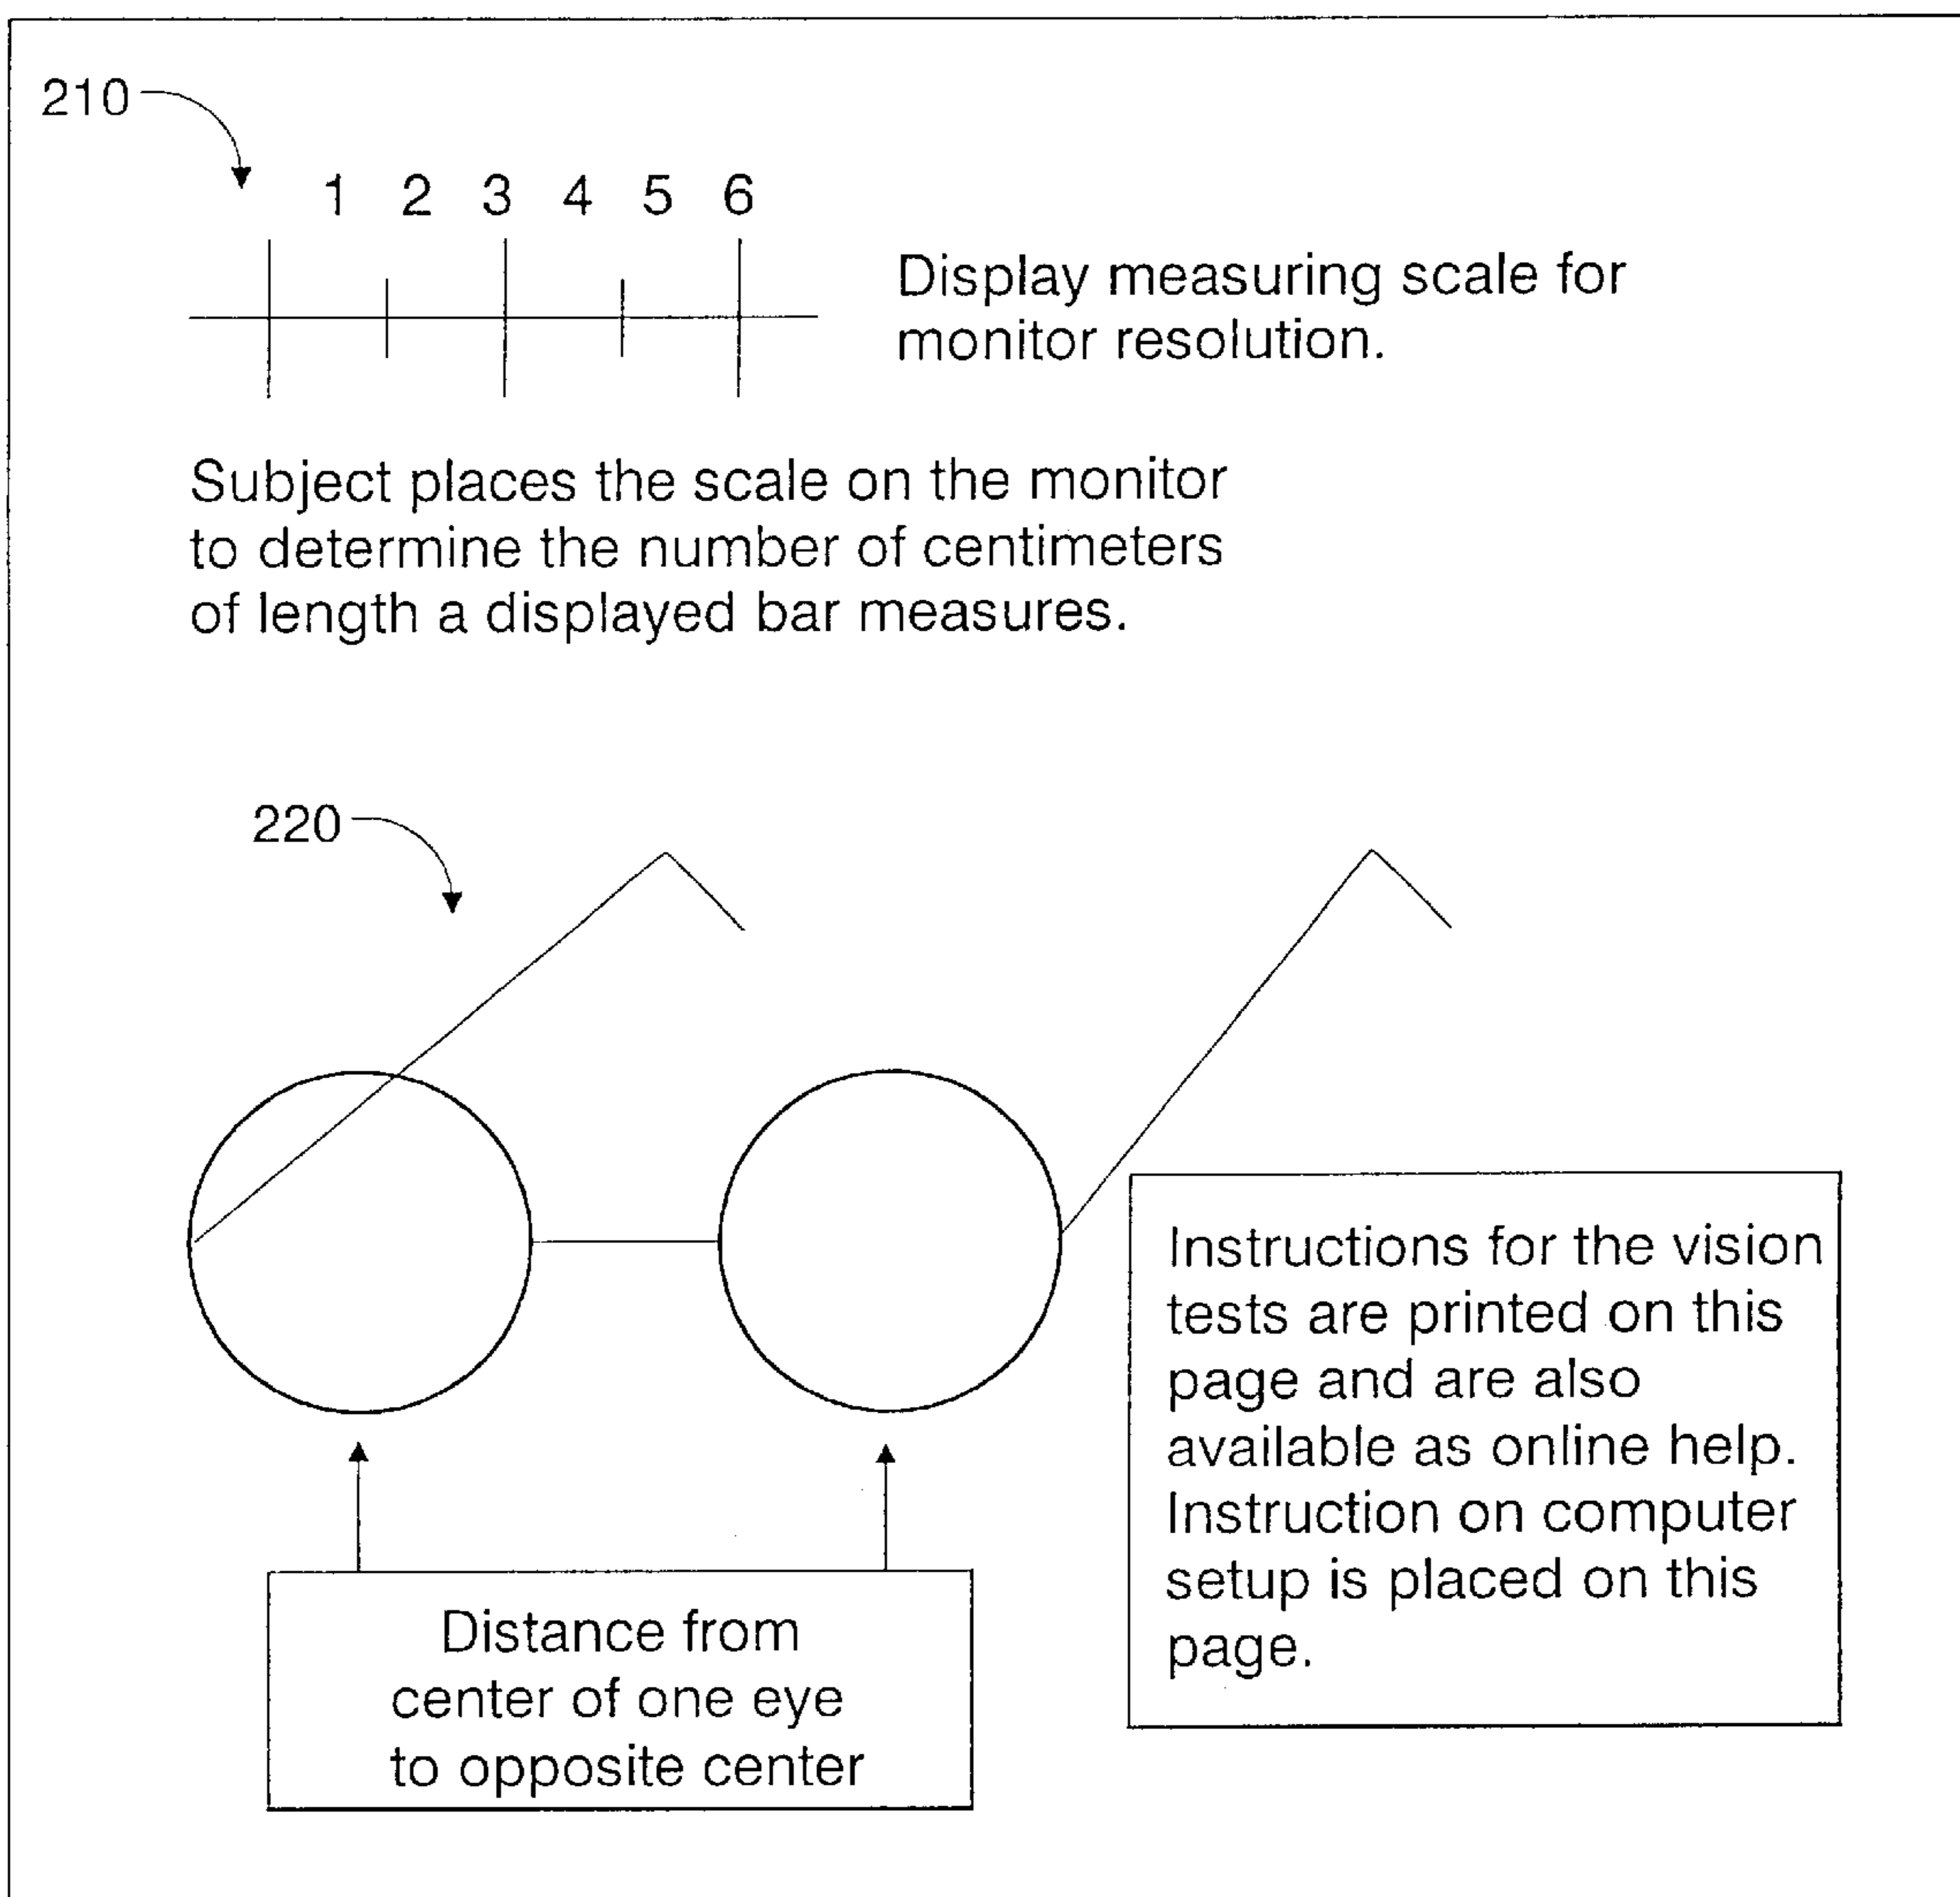 210
1 2 3 4 5 6
Display measuring scale for
monitor resolution.
Subject places the scale on the monitor
to determine the number of centimeters
of length a displayed bar measures.
220
Instructions for the vision
tests are printed on this
page and are also
available as online help.
Instruction on computer
setup is placed on this
page.
Distance from
center of one eye
to opposite center